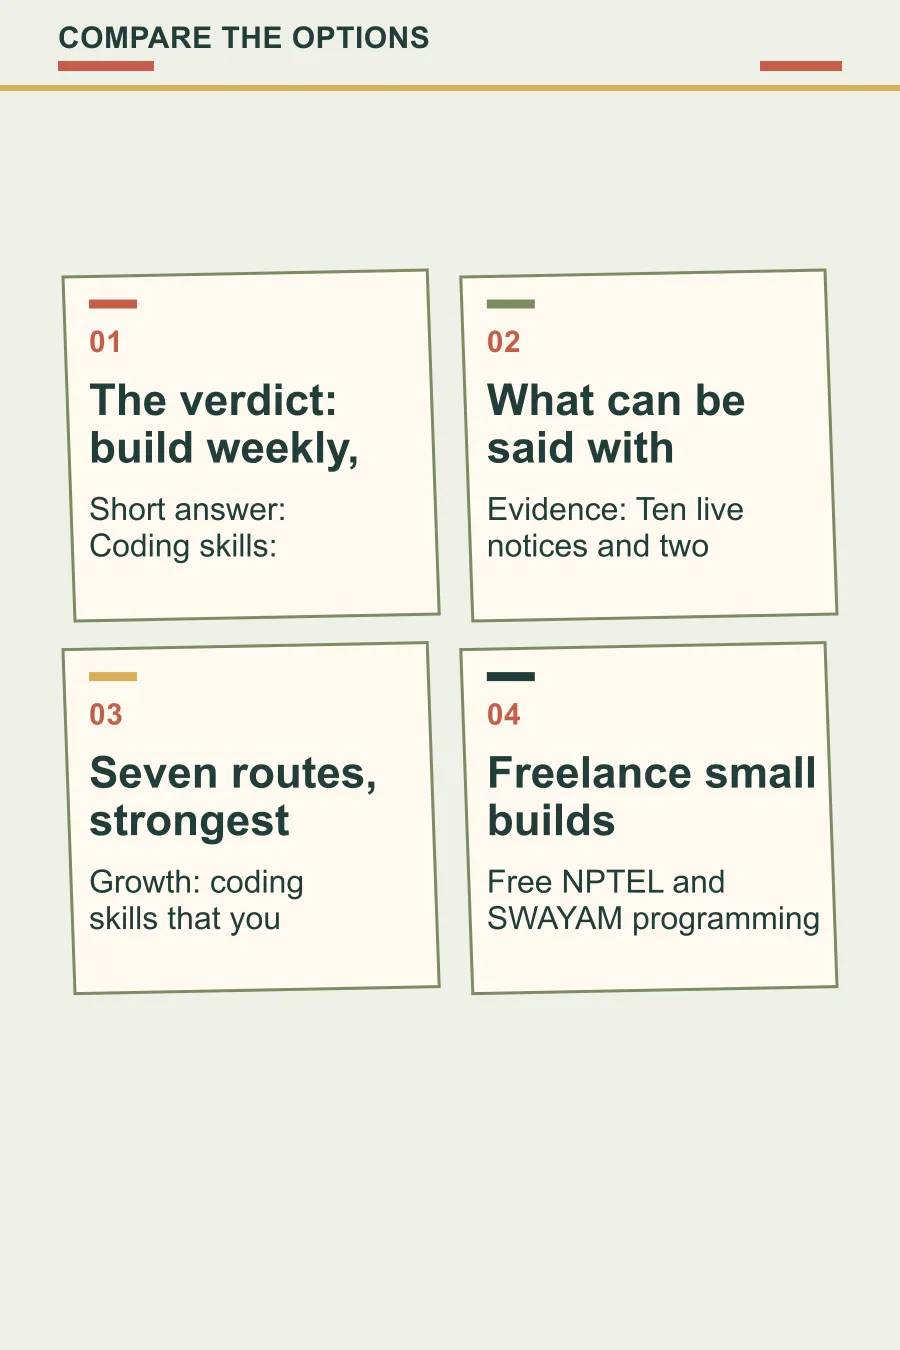 COMPARE THE OPTIONS
01
The verdict:
build weekly,
Short answer:
Coding skills:
02
What can be
said with
Evidence: Ten live
notices and two
03
Seven routes,
strongest
Growth: coding
skills that you
04
Freelance small
builds
Free NPTEL and
SWAYAM programming